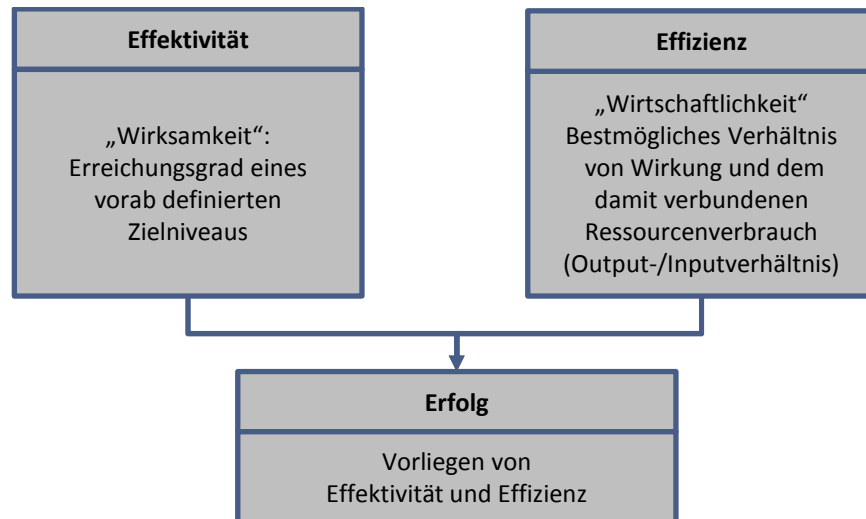 Effektivität
„Wirksamkeit“:
Erreichungsgrad eines
vorab definierten
Zielniveaus
Effizienz
„Wirtschaftlichkeit“
Bestmögliches Verhältnis
von Wirkung und dem
damit verbundenen
Ressourcenverbrauch
(Output-/Inputverhältnis)
Erfolg
Vorliegen von
Effektivität und Effizienz